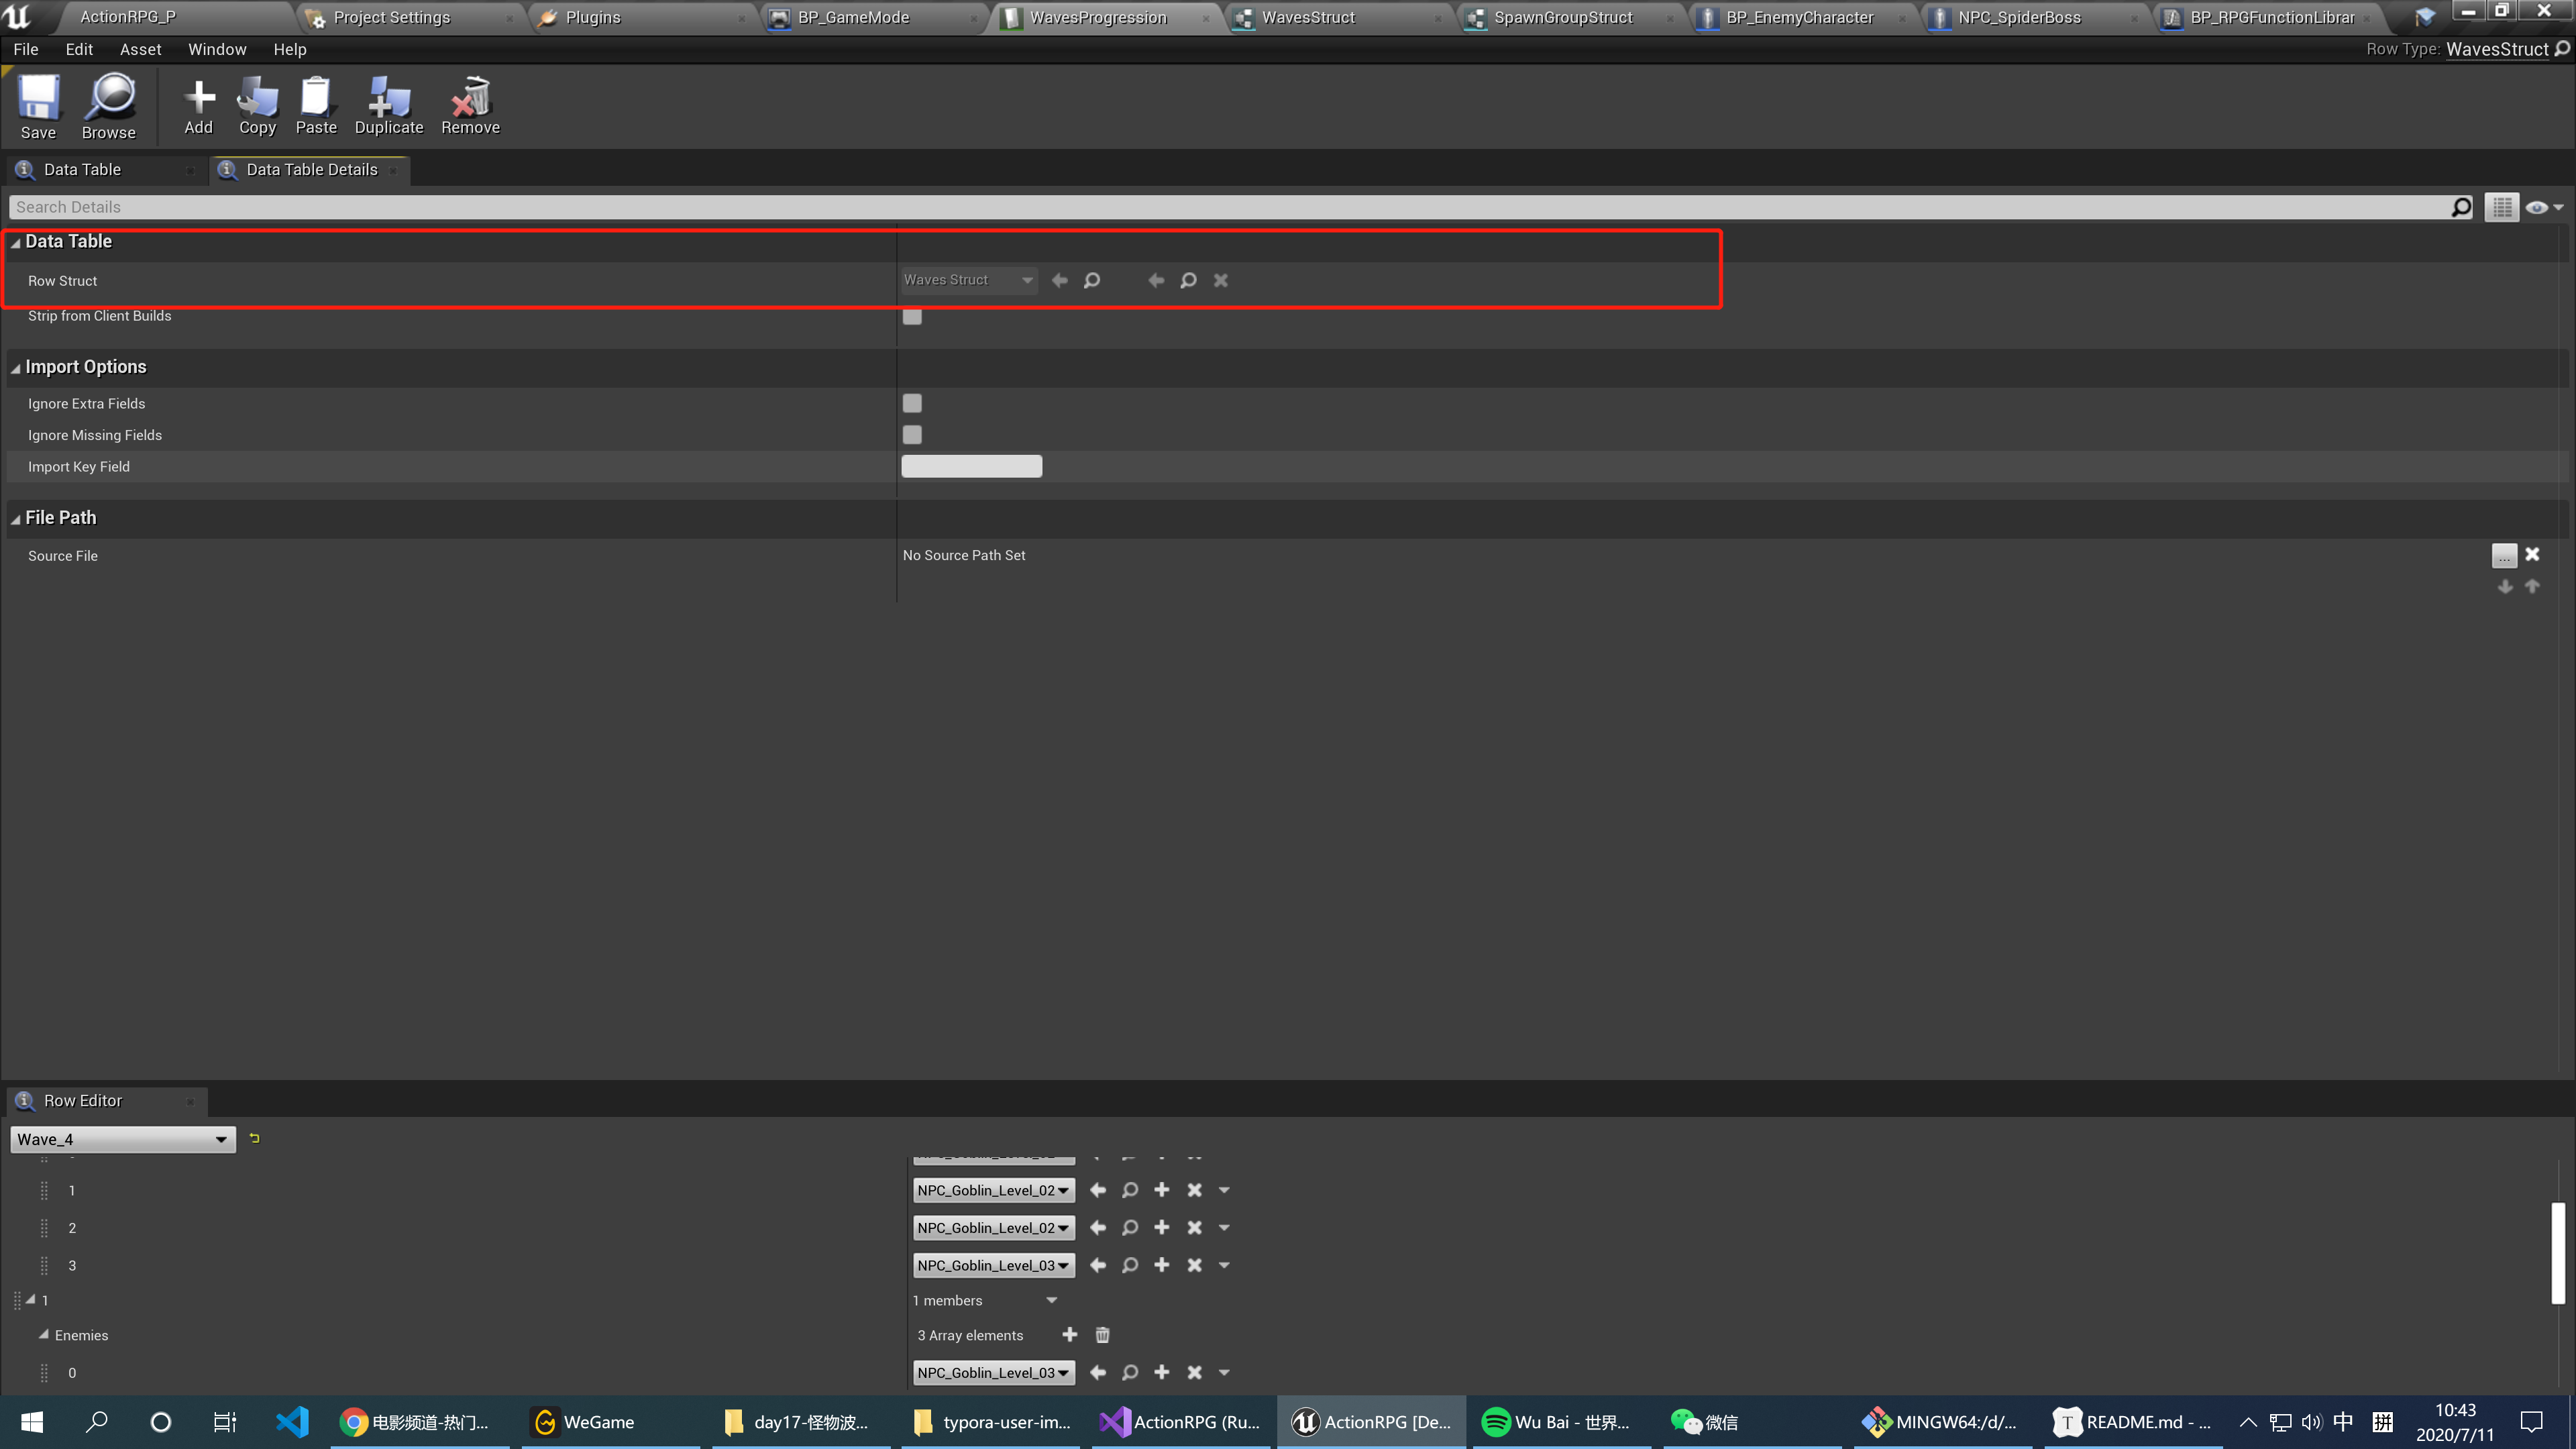 ActionRPG_P
Project Settings
Plugins
BP_GameMode
WavesProgression
WavesStruct
SpawnGroupStruct
BP_EnemyCharacter
NPC_SpiderBoss
BP_RPGFunctionLibrar
File Edit Asset Window Help
Row Type: WavesStruct
Save
Browse
Add
Copy
Paste
Duplicate
Remove
Data Table
Data Table Details
Search Details
Data Table
Row Struct
Waves Struct
Strip from Client Builds
Import Options
Ignore Extra Fields
Ignore Missing Fields
Import Key Field
File Path
Source File
No Source Path Set
...
Row Editor
Wave_4
1
NPC_Goblin_Level_02
2
NPC_Goblin_Level_02
3
NPC_Goblin_Level_03
1
1 members
Enemies
3 Array elements
0
NPC_Goblin_Level_03
电影频道-热门...
WeGame
day17-怪物波...
typora-user-im...
ActionRPG (Ru...
ActionRPG [De...
Wu Bai - 世界...
微信
MINGW64:/d/...
README.md - ...
中
拼
10:43
2020/7/11